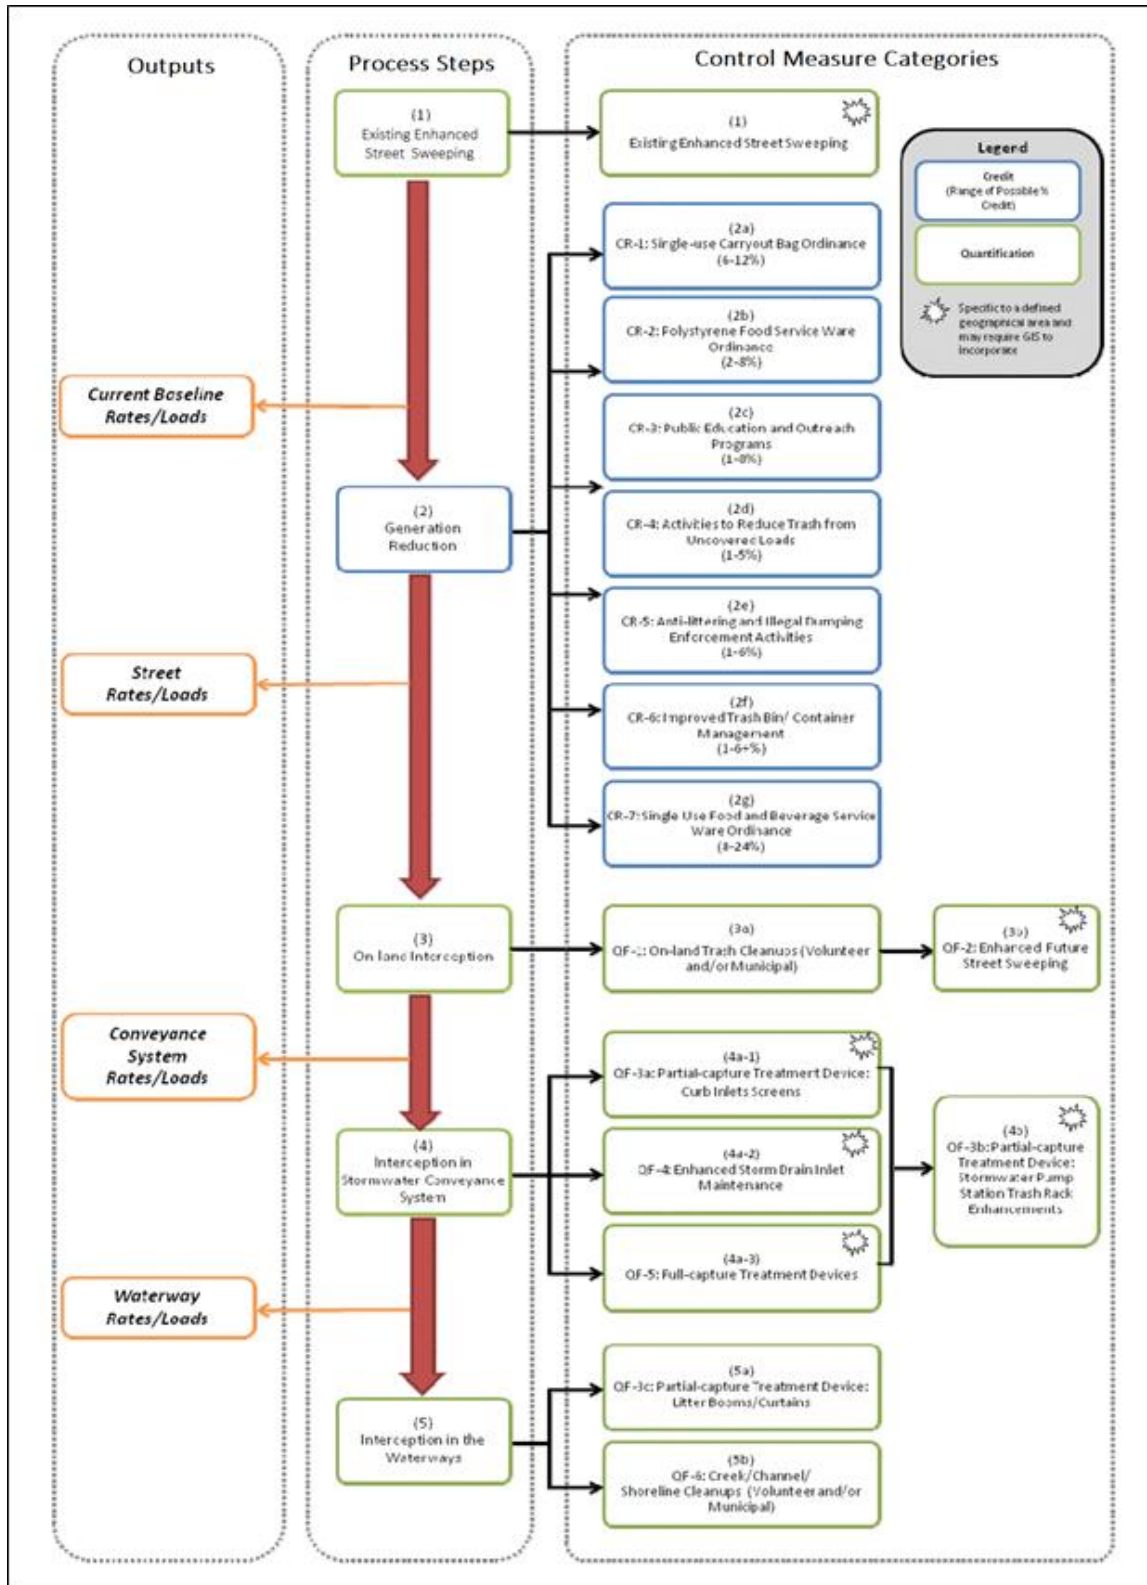 Outputs
Process Steps
Control Measure Categories
(1)
Existing Enhanced
Street Sweeping
(1)
Existing Enhanced Street Sweeping
Legend
Credit
(Range of Possible %
Credit)
Quantification
Specific to a defined
geographical area and
may require GIS to
incorporate
(2a)
CR-1: Single-use Carryout Bag Ordinance
(6-12%)
(2b)
CR-2: Polystyrene Food Service Ware
Ordinance
(2-8%)
Current Baseline
Rates/Loads
(2c)
CR-3: Public Education and Outreach
Programs
(1-8%)
(2)
Generation
Reduction
(2d)
CR-4: Activities to Reduce Trash from
Uncovered Loads
(1-5%)
(2e)
CR-5: Anti-littering and Illegal Dumping
Enforcement Activities
(1-6%)
Street
Rates/Loads
(2f)
CR-6: Improved Trash Bin/ Container
Management
(1-6+%)
(2g)
CR-7: Single Use Food and Beverage Service
Ware Ordinance
(8-24%)
(3)
On-land Interception
(3a)
QF-1: On-land Trash Cleanups (Volunteer
and/or Municipal)
(3b)
QF-2: Enhanced Future
Street Sweeping
Conveyance
System
Rates/Loads
(4a-1)
QF-3a: Partial-capture Treatment Device:
Curb Inlets Screens
(4)
Interception in
Stormwater Conveyance
System
(4a-2)
QF-4: Enhanced Storm Drain Inlet
Maintenance
(4b)
QF-3b: Partial-capture
Treatment Device:
Stormwater Pump
Station Trash Rack
Enhancements
(4a-3)
QF-5: Full-capture Treatment Devices
Waterway
Rates/Loads
(5)
Interception in the
Waterways
(5a)
QF-3c: Partial-capture Treatment Device:
Litter Booms/Curtains
(5b)
QF-6: Creek/Channel/
Shoreline Cleanups (Volunteer and/or
Municipal)